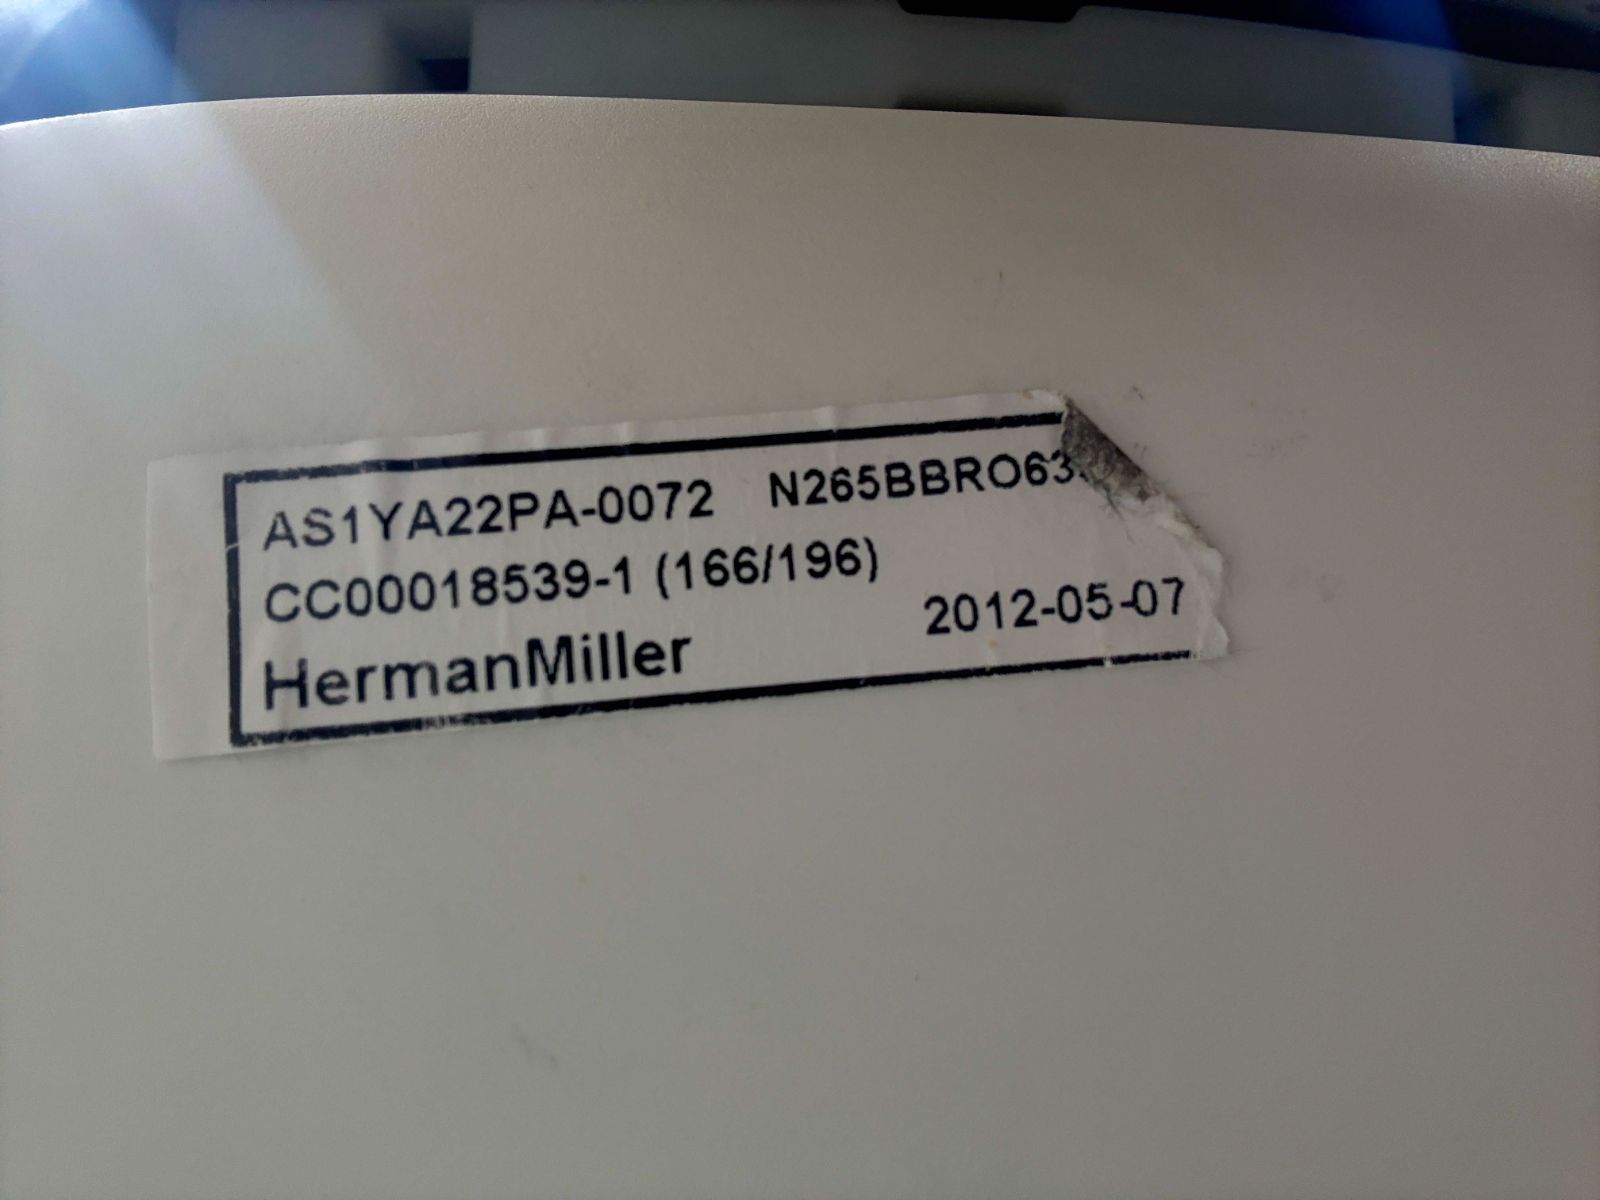 AS1YA22PA-0072 N265BBRO63
CC00018539-1 (166/196)
2012-05-07
HermanMiller